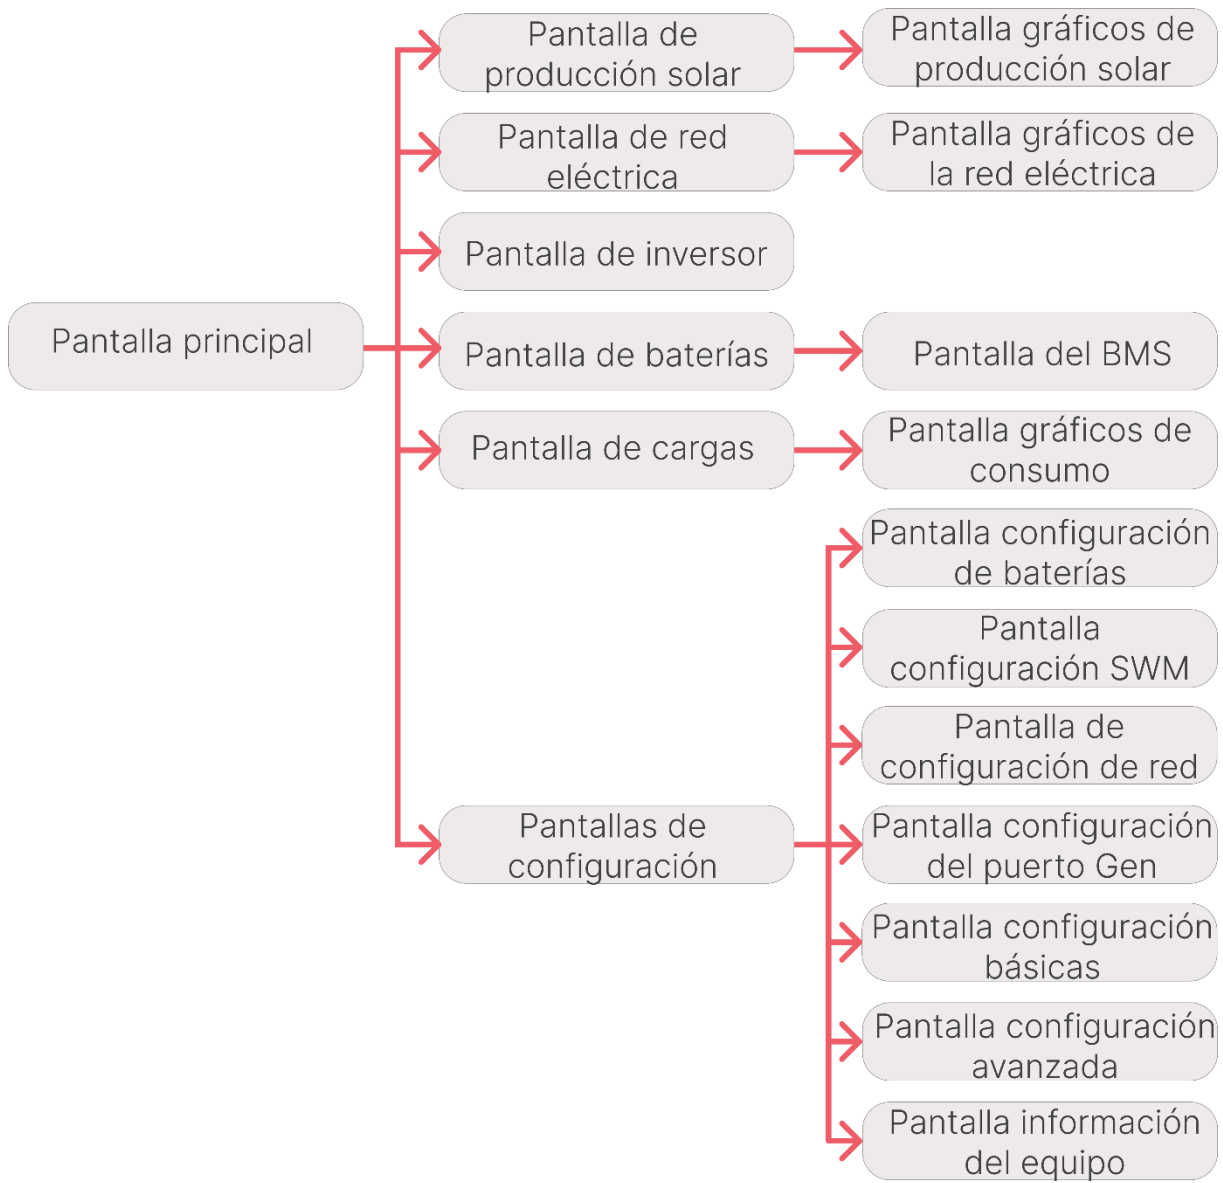 Pantalla de
producción solar
Pantalla gráficos de
producción solar
Pantalla de red
eléctrica
Pantalla gráficos de
la red eléctrica
Pantalla de inversor
Pantalla principal
Pantalla de baterías
Pantalla del BMS
Pantalla de cargas
Pantalla gráficos de
consumo
Pantalla configuración
de baterías
Pantalla
configuración SWM
Pantalla de
configuración de red
Pantallas de
configuración
Pantalla configuración
del puerto Gen
Pantalla configuración
básicas
Pantalla configuración
avanzada
Pantalla información
del equipo